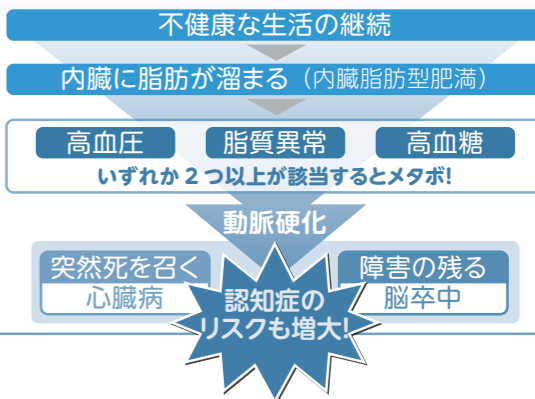 不健康な生活の継続
内臓に脂肪が溜まる（内臓脂肪型肥満）
高血圧 脂質異常 高血糖
いずれか2つ以上が該当するとメタボ!
動脈硬化
突然死を召く
心臓病
認知症の
リスクも増大!
障害の残る
脳卒中